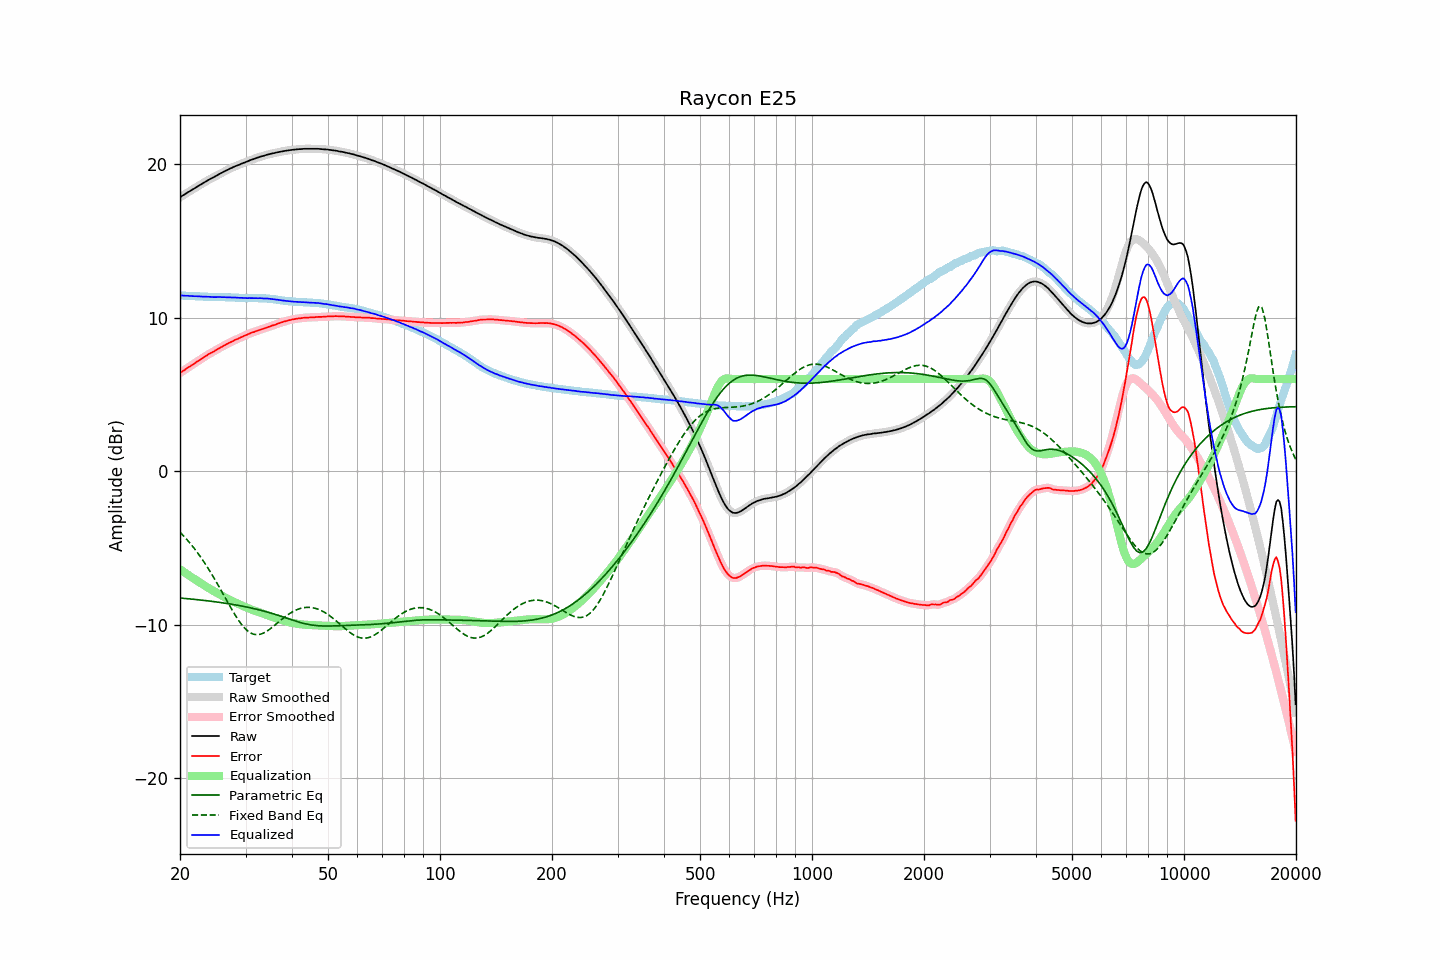 Raycon E25
Amplitude (dBr)
20
10
0
−10
−20
Target
Raw Smoothed
Error Smoothed
Raw
Error
Equalization
Parametric Eq
Fixed Band Eq
Equalized
20 50 100 200 500 1000 2000 5000 10000 20000
Frequency (Hz)